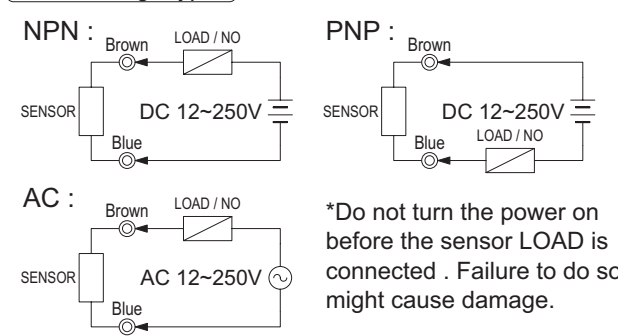 NPN :
Brown
LOAD / NO
SENSOR
DC 12~250V
Blue
PNP :
Brown
SENSOR
DC 12~250V
LOAD / NO
Blue
AC :
Brown
LOAD / NO
SENSOR
AC 12~250V
Blue
*Do not turn the power on
before the sensor LOAD is
connected . Failure to do so
might cause damage.